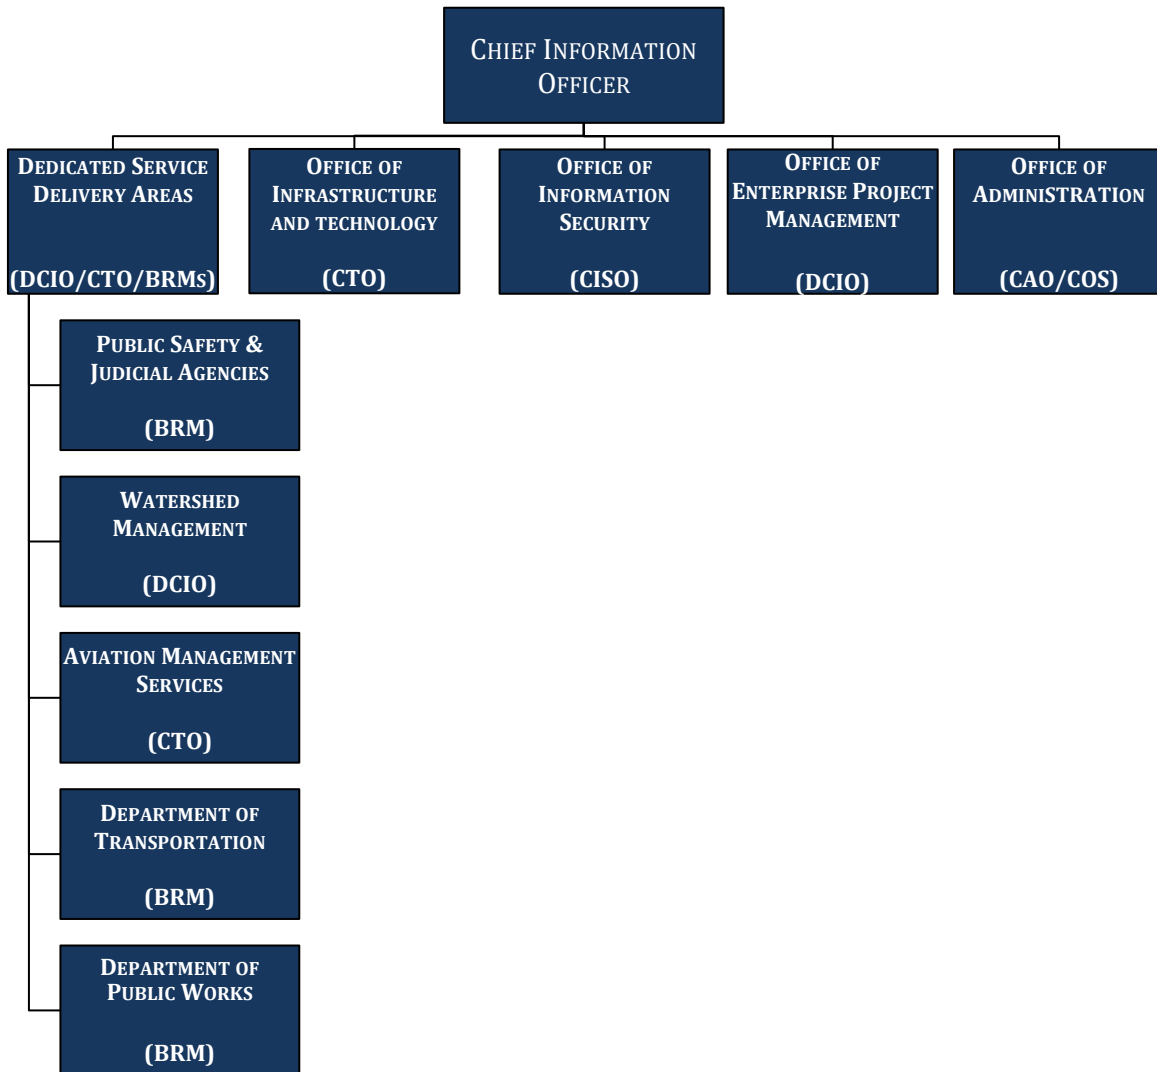 CHIEF INFORMATION
OFFICER
DEDICATED SERVICE
DELIVERY AREAS
(DCIO/CTO/BRMS)
OFFICE OF
INFRASTRUCTURE
AND TECHNOLOGY
(CTO)
OFFICE OF
INFORMATION
SECURITY
(CISO)
OFFICE OF
ENTERPRISE PROJECT
MANAGEMENT
(DCIO)
OFFICE OF
ADMINISTRATION
(CAO/COS)
PUBLIC SAFETY &
JUDICIAL AGENCIES
(BRM)
WATERSHED
MANAGEMENT
(DCIO)
AVIATION MANAGEMENT
SERVICES
(CTO)
DEPARTMENT OF
TRANSPORTATION
(BRM)
DEPARTMENT OF
PUBLIC WORKS
(BRM)